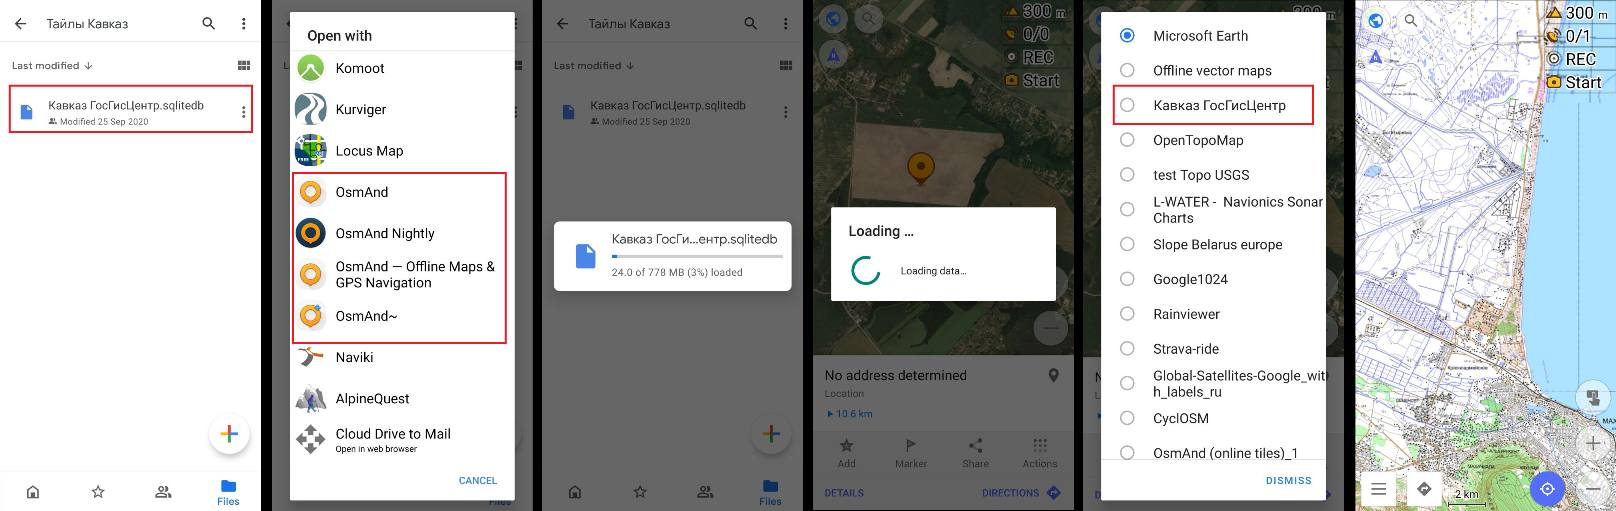 Тайлы Кавказ
Last modified
Кавказ ГосГисЦентр.sqlitedb
Modified 25 Sep 2020
Files
Open with
Komoot
Kurviger
Locus Map
OsmAnd
OsmAnd Nightly
OsmAnd — Offline Maps &
GPS Navigation
OsmAnd~
Naviki
AlpineQuest
Cloud Drive to Mail
Open in web browser
CANCEL
Files
Тайлы Кавказ
Last modified
Кавказ ГосГисЦентр.sqlitedb
Modified 25 Sep 2020
Кавказ ГосГи...ентр.sqlitedb
24.0 of 778 MB (3%) loaded
Files
300 m
0/0
REC
Start
Loading ...
Loading data...
No address determined
Location
10.6 km
Add
Marker
Share
Actions
DETAILS
DIRECTIONS
Microsoft Earth
Offline vector maps
Кавказ ГосГисЦентр
OpenTopoMap
test Topo USGS
L-WATER - Navionics Sonar
Charts
Slope Belarus europe
Google1024
Rainviewer
Strava-ride
Global-Satellites-Google_wit
h_labels_ru
CyclOSM
OsmAnd (online tiles)_1
DISMISS
300 m
0/1
REC
Start
2 km